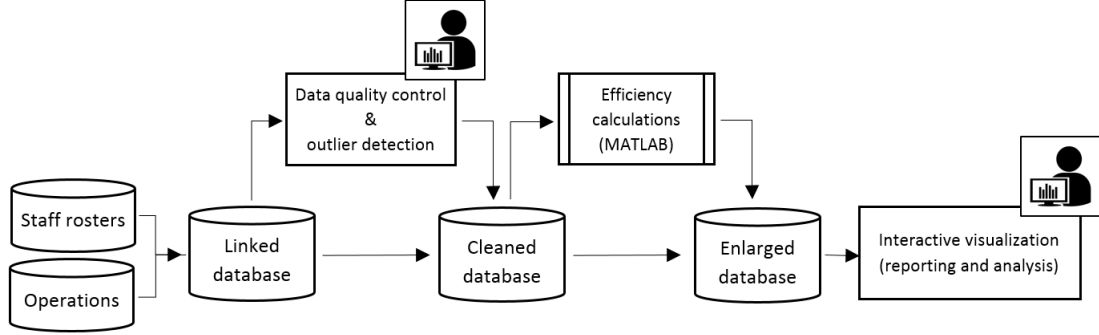 Data quality control
&
outlier detection
Efficiency
calculations
(MATLAB)
Staff rosters
Operations
Linked
database
Cleaned
database
Enlarged
database
Interactive visualization
(reporting and analysis)